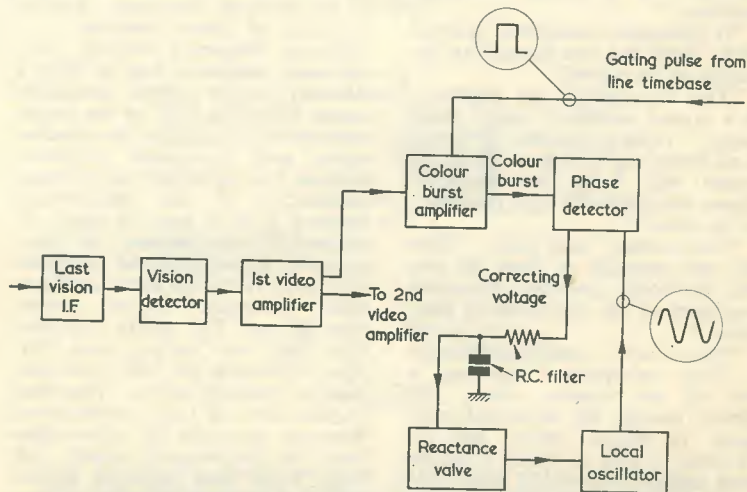 Gating pulse from
line timebase
Colour
burst
amplifier
Colour
burst
Phase
detector
Last
vision
I.F.
Vision
detector
1st video
amplifier
To 2nd
video
amplifier
Correcting
voltage
R.C. filter
Reactance
valve
Local
oscillator